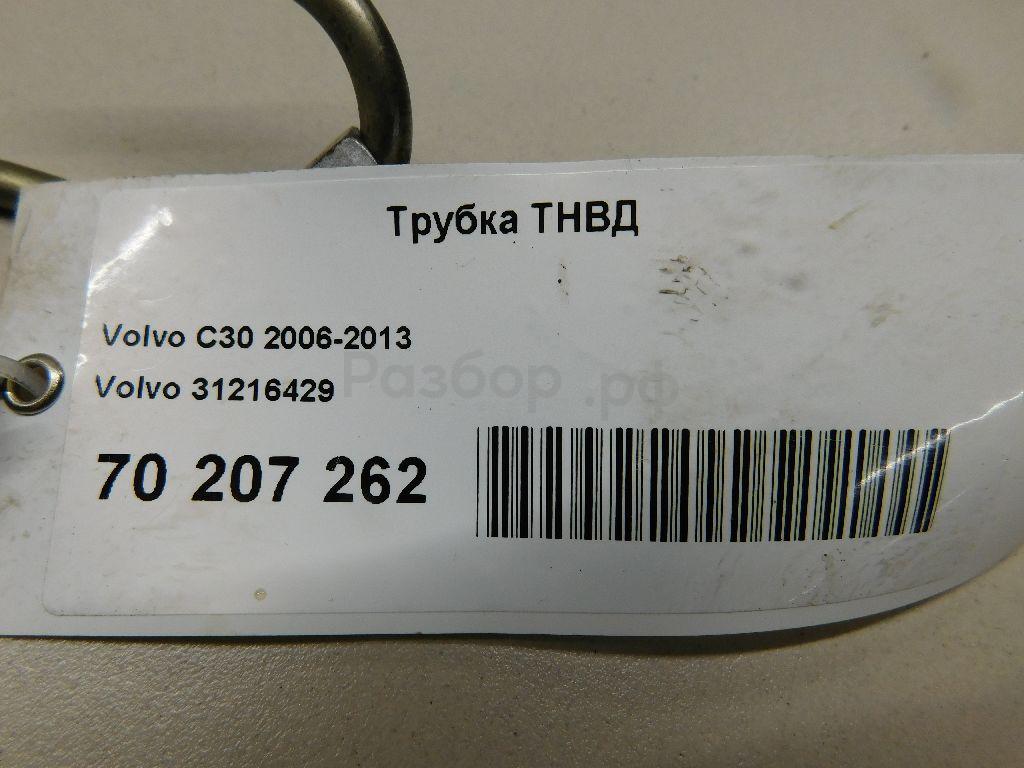 Трубка ТНВД
Volvo C30 2006-2013
Volvo 31216429
Разбор.рф
70 207 262